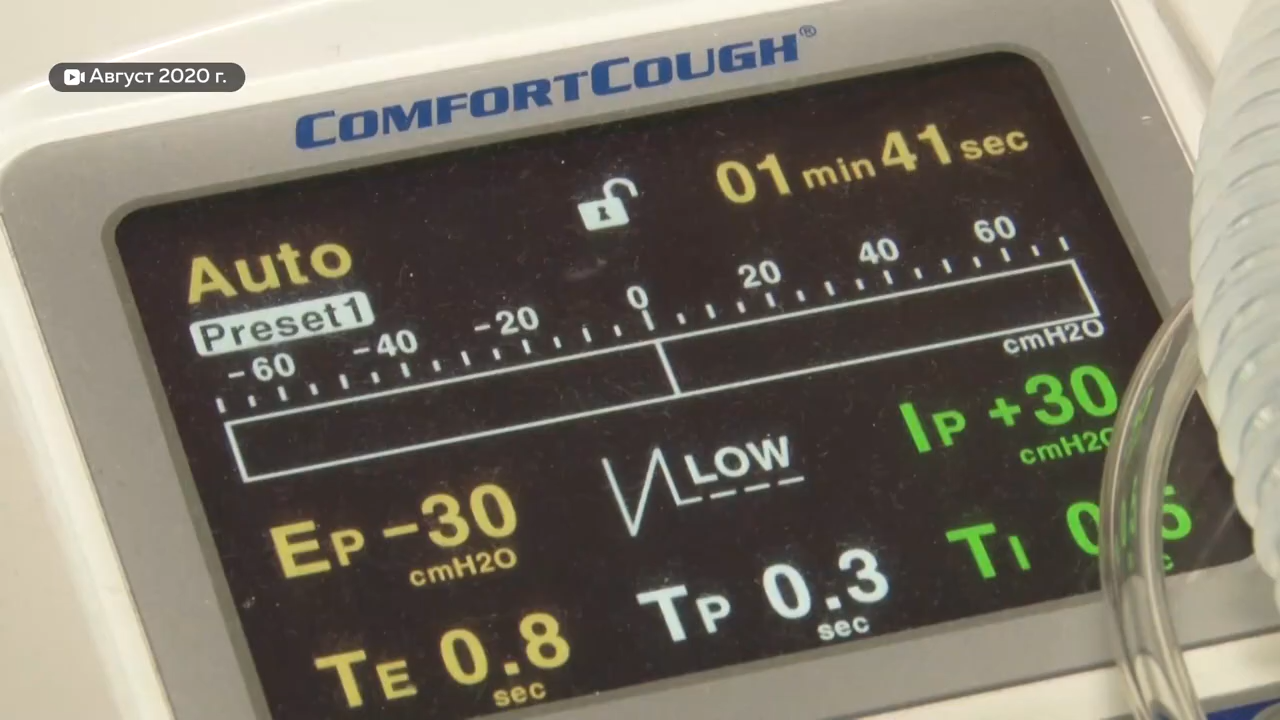 Август 2020 г.
COMFORTCOUGH®
01 min 41 sec
Auto
Preset1
-60 -40 -20 0 20 40 60
cmH2O
LOW
IP +30
cmH2O
EP -30
cmH2O
TI
TP 0.3
sec
TE 0.8
sec